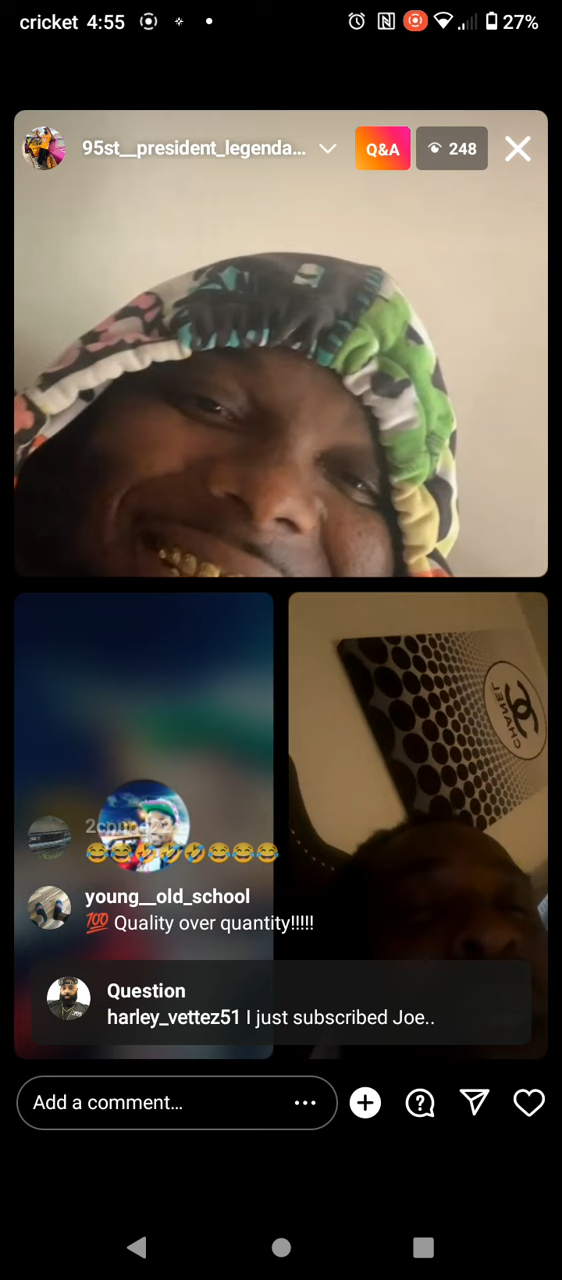 cricket 4:55 27%
95st__president_legenda...
Q&A
248
CHANEL
😂😂🤣🤣🤣😂😂😂
young__old_school
💯 Quality over quantity!!!!!
Question
harley_vettez51 I just subscribed Joe..
Add a comment...